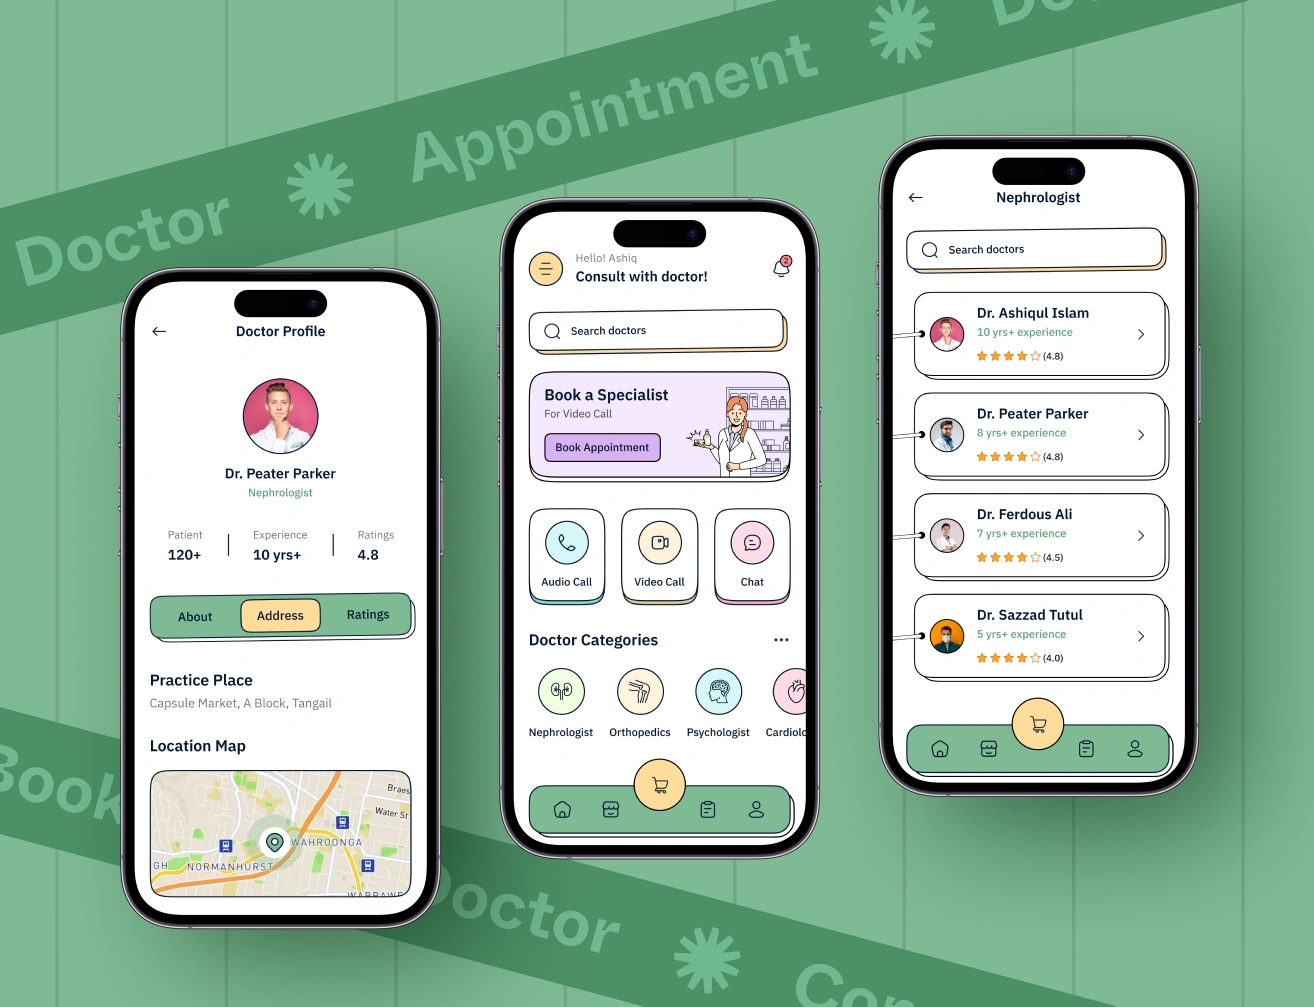 Doctor
Appointment
Doc
Doctor Profile
Dr. Peater Parker
Nephrologist
Patient
Experience
Ratings
120+
10 yrs+
4.8
About
Address
Ratings
Practice Place
Capsule Market, A Block, Tangail
Location Map
Braes
Water St
WAHROONGA
GH
NORMANHURST
WARRAWE
Hello! Ashiq
Consult with doctor!
2
Search doctors
Book a Specialist
For Video Call
Book Appointment
Audio Call
Video Call
Chat
Doctor Categories
Nephrologist
Orthopedics
Psychologist
Cardiolo
Nephrologist
Search doctors
Dr. Ashiqul Islam
10 yrs+ experience
(4.8)
Dr. Peater Parker
8 yrs+ experience
(4.8)
Dr. Ferdous Ali
7 yrs+ experience
(4.5)
Dr. Sazzad Tutul
5 yrs+ experience
(4.0)
Book
Doctor
Con